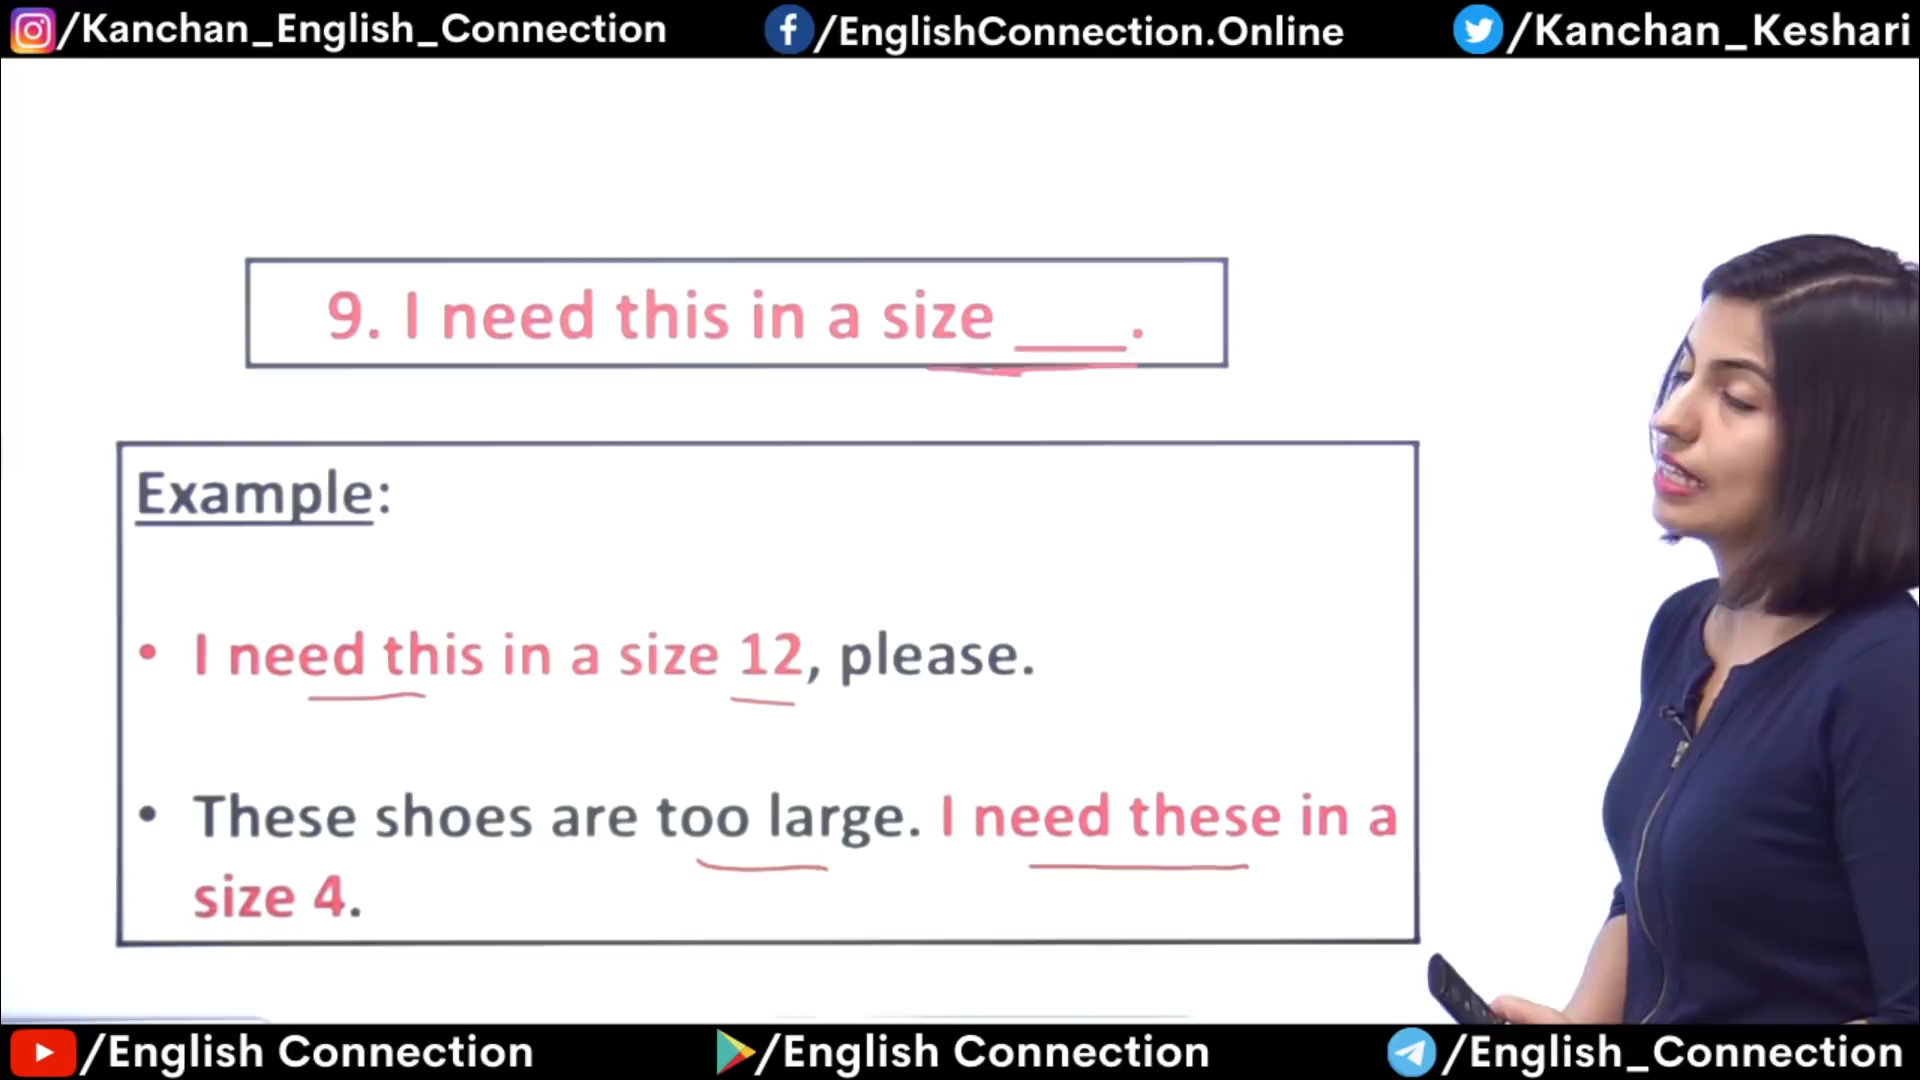 /Kanchan_English_Connection
/EnglishConnection.Online
/Kanchan_Keshari
9. I need this in a size ____.
Example:
• I need this in a size 12, please.
• These shoes are too large. I need these in a
size 4.
/English Connection
/English Connection
/English_Connection